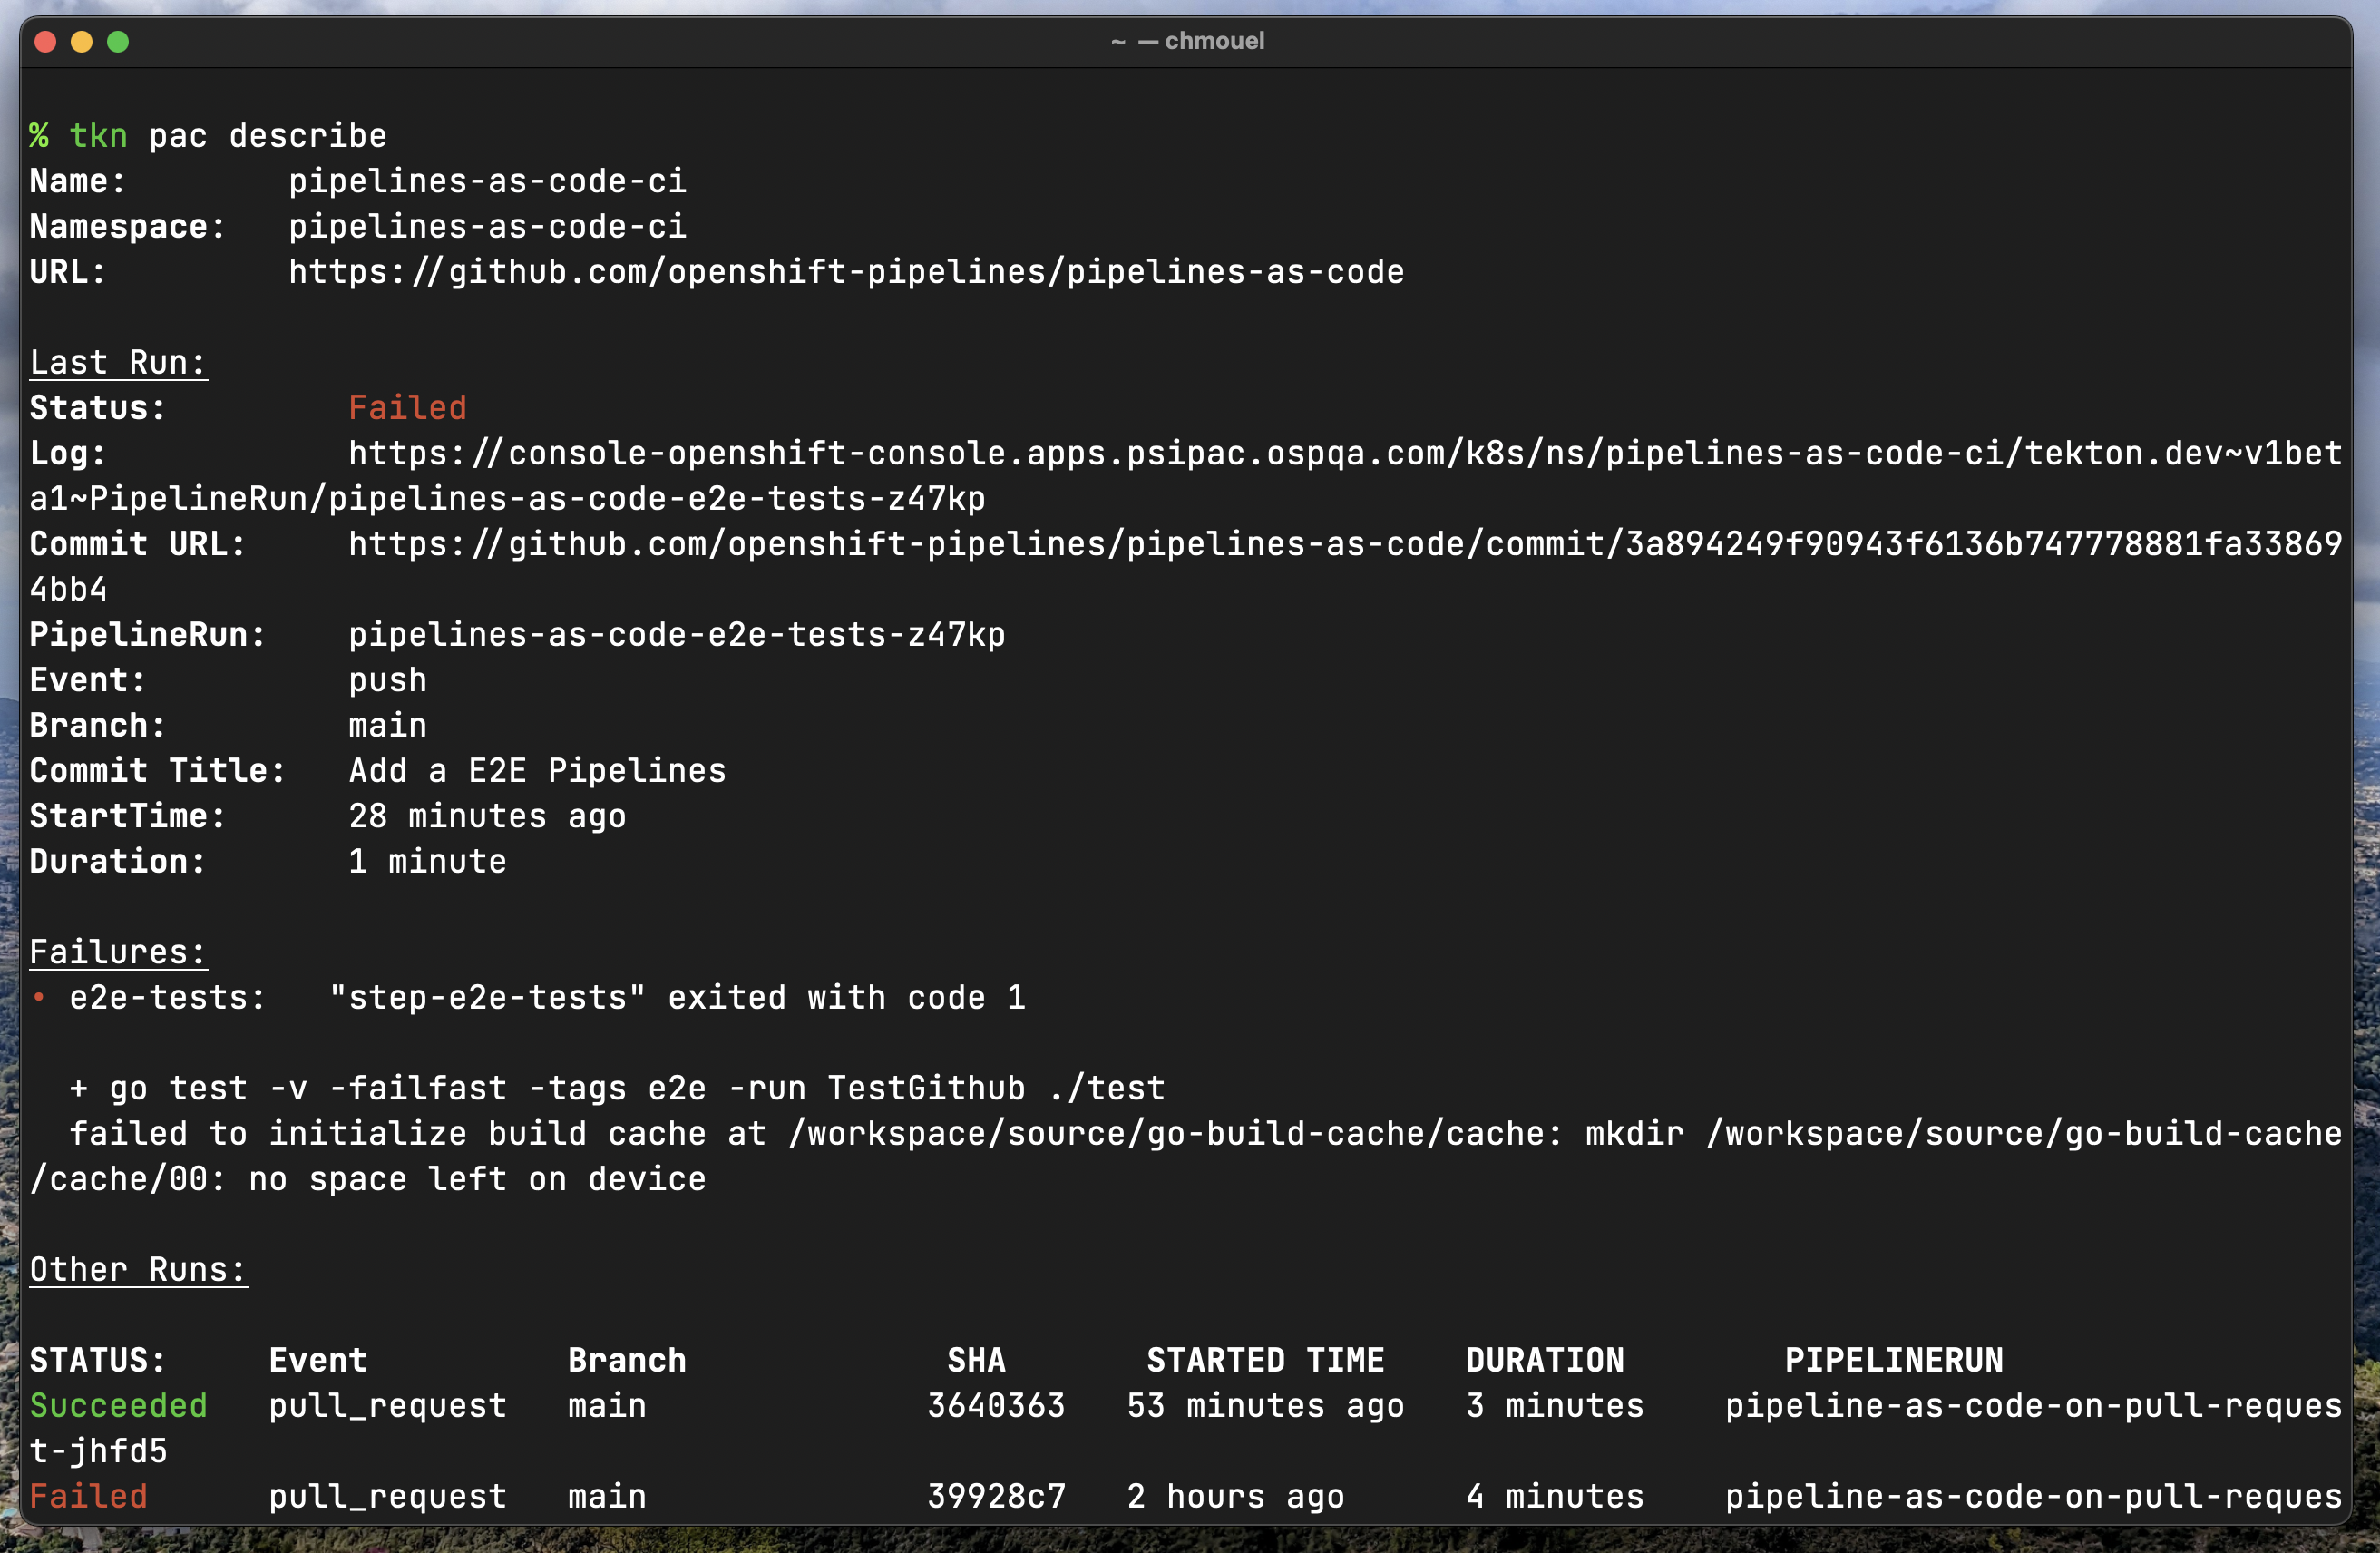 ~ — chmouel
% tkn pac describe
Name: pipelines-as-code-ci
Namespace: pipelines-as-code-ci
URL: https://github.com/openshift-pipelines/pipelines-as-code
Last Run:
Status: Failed
Log: https://console-openshift-console.apps.psipac.ospqa.com/k8s/ns/pipelines-as-code-ci/tekton.dev~v1bet
a1~PipelineRun/pipelines-as-code-e2e-tests-z47kp
Commit URL: https://github.com/openshift-pipelines/pipelines-as-code/commit/3a894249f90943f6136b747778881fa33869
4bb4
PipelineRun: pipelines-as-code-e2e-tests-z47kp
Event: push
Branch: main
Commit Title: Add a E2E Pipelines
StartTime: 28 minutes ago
Duration: 1 minute
Failures:
• e2e-tests: "step-e2e-tests" exited with code 1
+ go test -v -failfast -tags e2e -run TestGithub ./test
failed to initialize build cache at /workspace/source/go-build-cache/cache: mkdir /workspace/source/go-build-cache
/cache/00: no space left on device
Other Runs:
STATUS: Event Branch SHA STARTED TIME DURATION PIPELINERUN
Succeeded pull_request main 3640363 53 minutes ago 3 minutes pipeline-as-code-on-pull-reques
t-jhfd5
Failed pull_request main 39928c7 2 hours ago 4 minutes pipeline-as-code-on-pull-reques